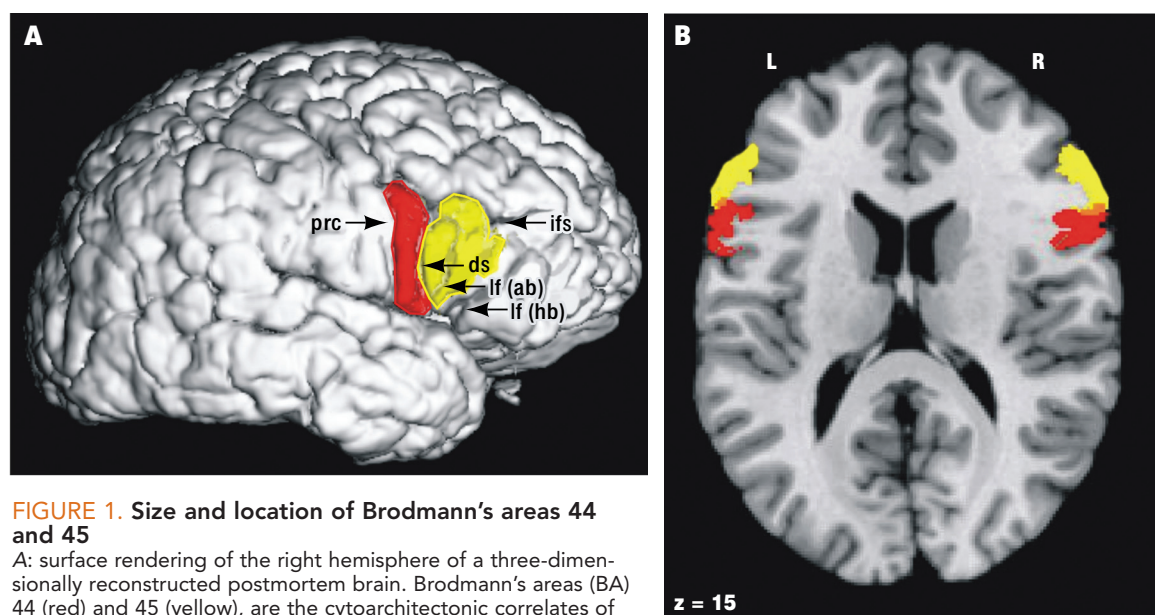 A
prc
ifs
ds
lf (ab)
lf (hb)
B
L
R
z = 15
FIGURE 1. Size and location of Brodmann's areas 44
and 45
A: surface rendering of the right hemisphere of a three-dimen-
sionally reconstructed postmortem brain. Brodmann's areas (BA)
44 (red) and 45 (yellow), are the cytoarchitectonic correlates of